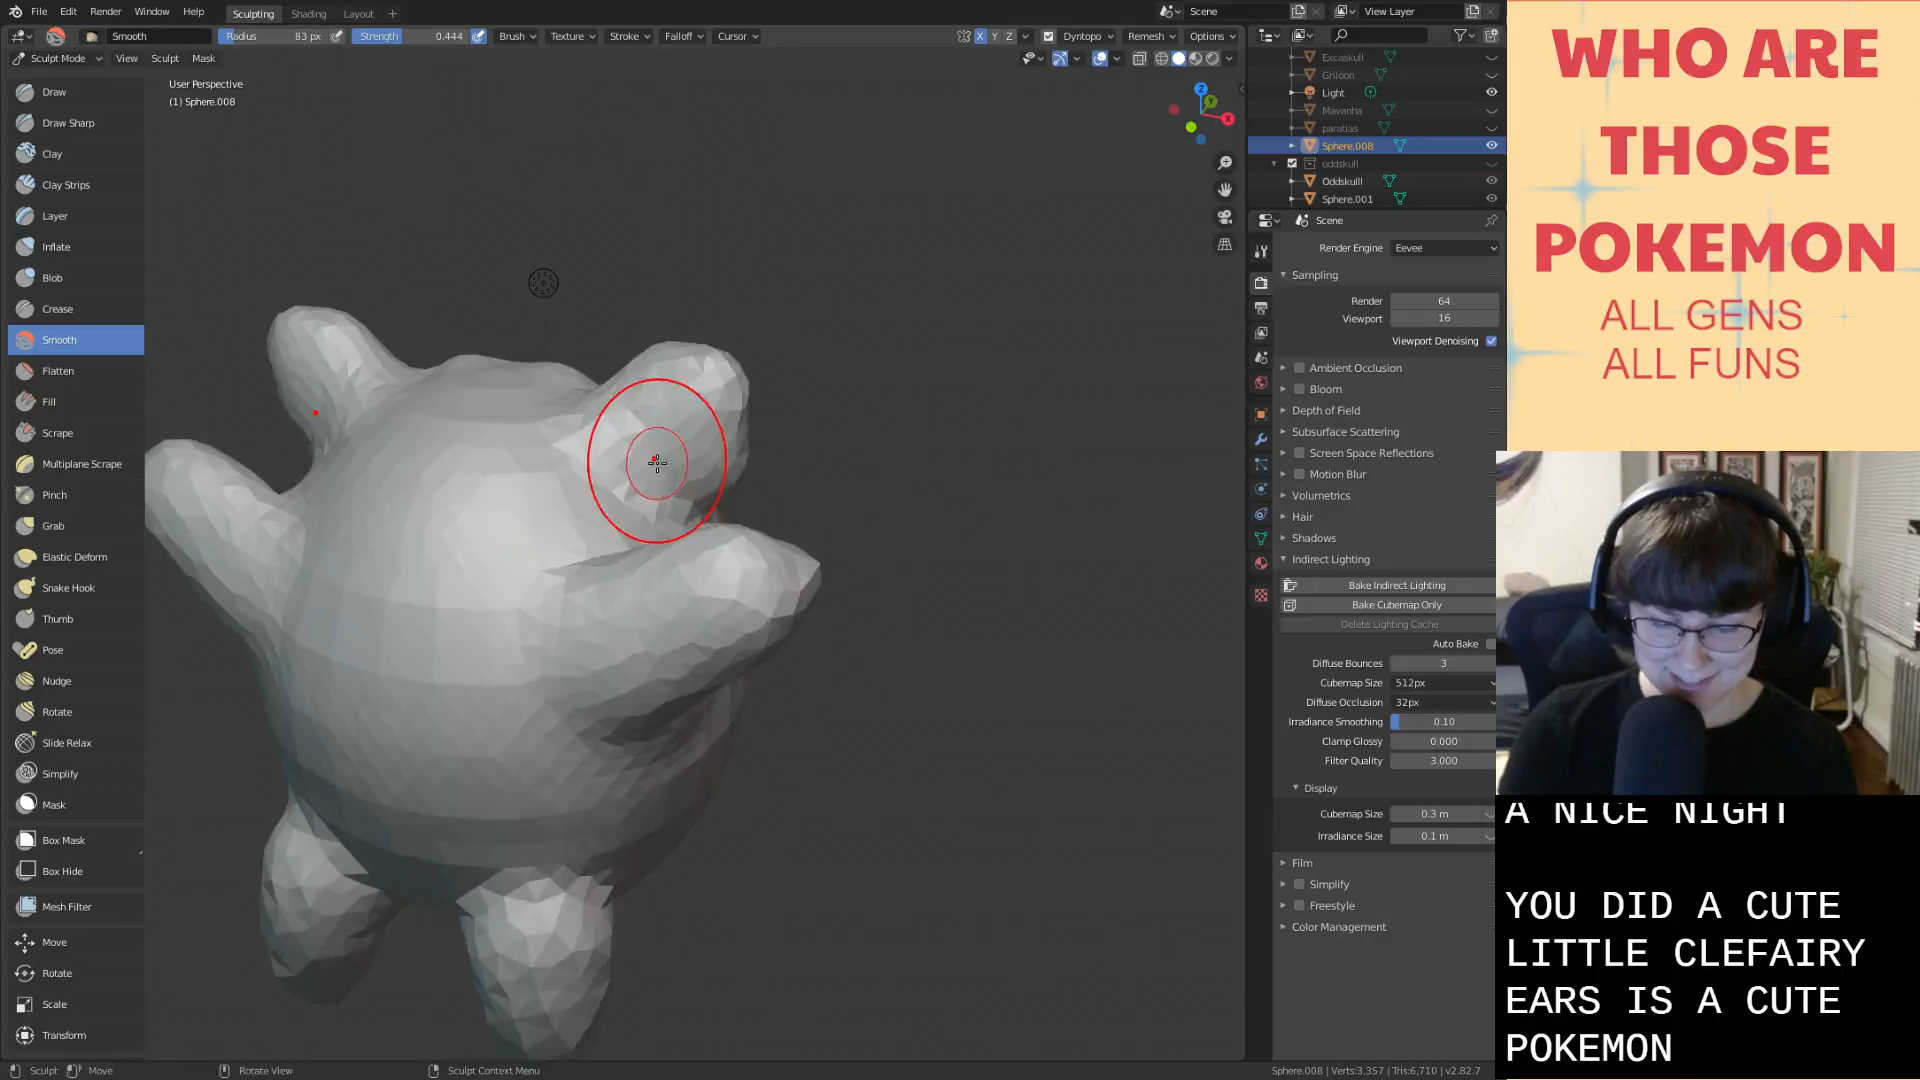 File Edit Render Window Help
Sculpting Shading Layout +
Scene
View Layer
Smooth
Radius 83 px
Strength 0.444
Brush Texture Stroke Falloff Cursor
X Y Z
Dyntopo Remesh Options
Sculpt Mode View Sculpt Mask
User Perspective
(1) Sphere.008
Draw
Draw Sharp
Clay
Clay Strips
Layer
Inflate
Blob
Crease
Smooth
Flatten
Fill
Scrape
Multiplane Scrape
Pinch
Grab
Elastic Deform
Snake Hook
Thumb
Pose
Nudge
Rotate
Slide Relax
Simplify
Mask
Box Mask
Box Hide
Mesh Filter
Move
Rotate
Scale
Transform
Z
Y
X
Excaskull
Griloon
Light
Mavanha
paratias
Sphere.008
oddskull
Oddskulll
Sphere.001
Scene
Render Engine Eevee
Sampling
Render 64
Viewport 16
Viewport Denoising
Ambient Occlusion
Bloom
Depth of Field
Subsurface Scattering
Screen Space Reflections
Motion Blur
Volumetrics
Hair
Shadows
Indirect Lighting
Bake Indirect Lighting
Bake Cubemap Only
Delete Lighting Cache
Auto Bake
Diffuse Bounces 3
Cubemap Size 512px
Diffuse Occlusion 32px
Irradiance Smoothing 0.10
Clamp Glossy 0.000
Filter Quality 3.000
Display
Cubemap Size 0.3 m
Irradiance Size 0.1 m
Film
Simplify
Freestyle
Color Management
Sculpt Move Rotate View Sculpt Context Menu
Sphere.008 | Verts:3,357 | Tris:6,710 | v2.82.7
WHO ARE
THOSE
POKEMON
ALL GENS
ALL FUNS
A NICE NIGHT
YOU DID A CUTE
LITTLE CLEFAIRY
EARS IS A CUTE
POKEMON